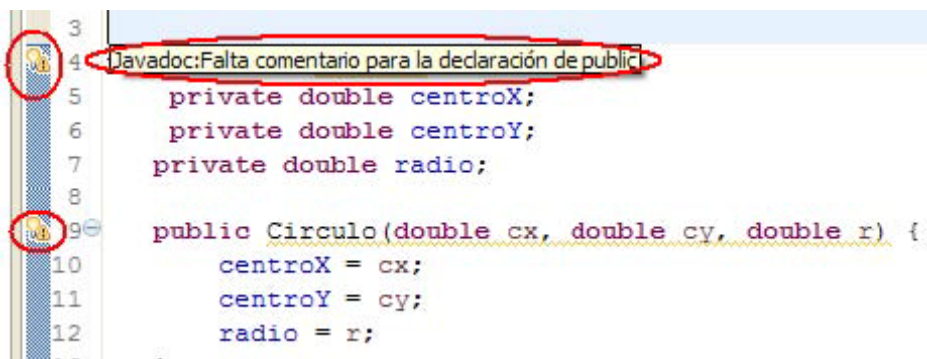 3
4 Javadoc:Falta comentario para la declaración de public
5 private double centroX;
6 private double centroY;
7 private double radio;
8
9 public Circulo(double cx, double cy, double r) {
10 centroX = cx;
11 centroY = cy;
12 radio = r;